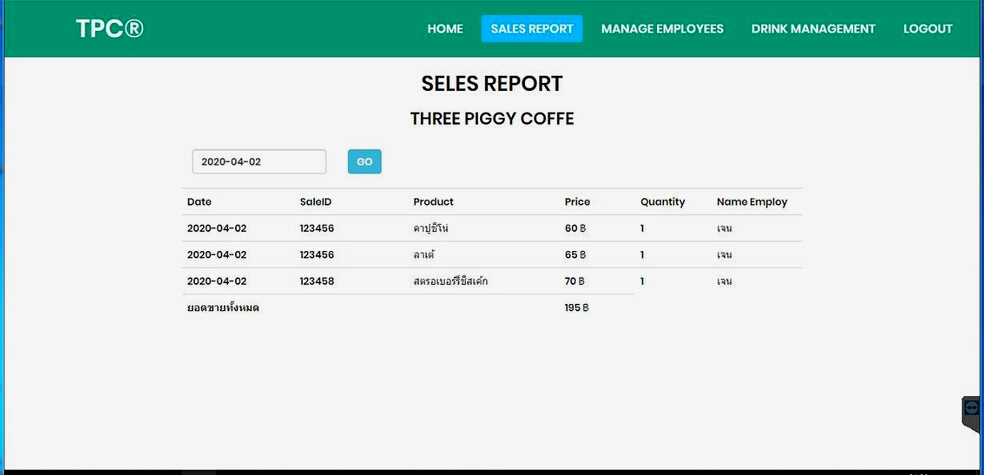 TPC® HOME SALES REPORT MANAGE EMPLOYEES DRINK MANAGEMENT LOGOUT
SELES REPORT
THREE PIGGY COFFE
2020-04-02 GO
Date SaleID Product Price Quantity Name Employ
2020-04-02 123456 คาปูชิโน่ 60 ฿ 1 เจน
2020-04-02 123456 ลาเต้ 65 ฿ 1 เจน
2020-04-02 123458 สตรอเบอร์รี่ชีสเค้ก 70 ฿ 1 เจน
ยอดขายทั้งหมด 195 ฿